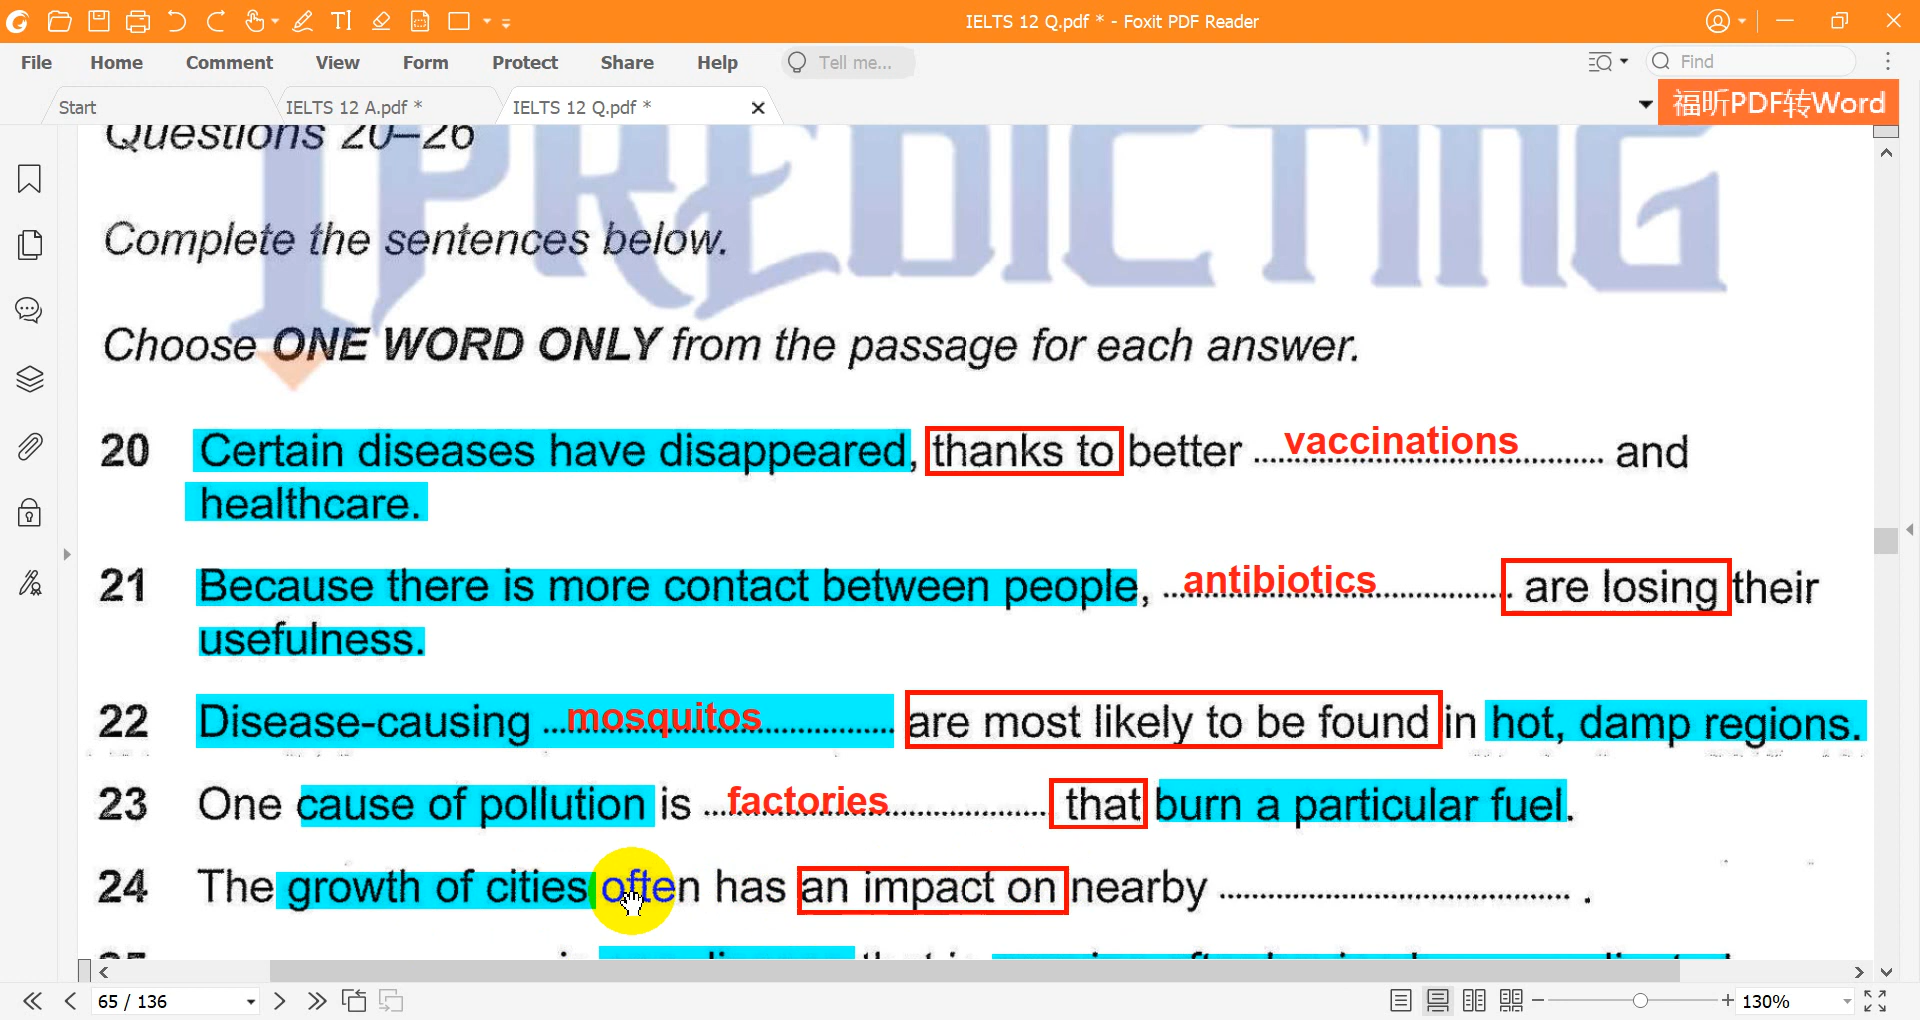 IELTS 12 Q.pdf * - Foxit PDF Reader
File Home Comment View Form Protect Share Help Tell me... Find
Start IELTS 12 A.pdf * IELTS 12 Q.pdf * 福昕PDF转Word
IPREDICTING
Questions 20–26
Complete the sentences below.
Choose ONE WORD ONLY from the passage for each answer.
20 Certain diseases have disappeared, thanks to better vaccinations and
healthcare.
21 Because there is more contact between people, antibiotics are losing their
usefulness.
22 Disease-causing mosquitos are most likely to be found in hot, damp regions.
23 One cause of pollution is factories that burn a particular fuel.
24 The growth of cities often has an impact on nearby .
65 / 136 130%